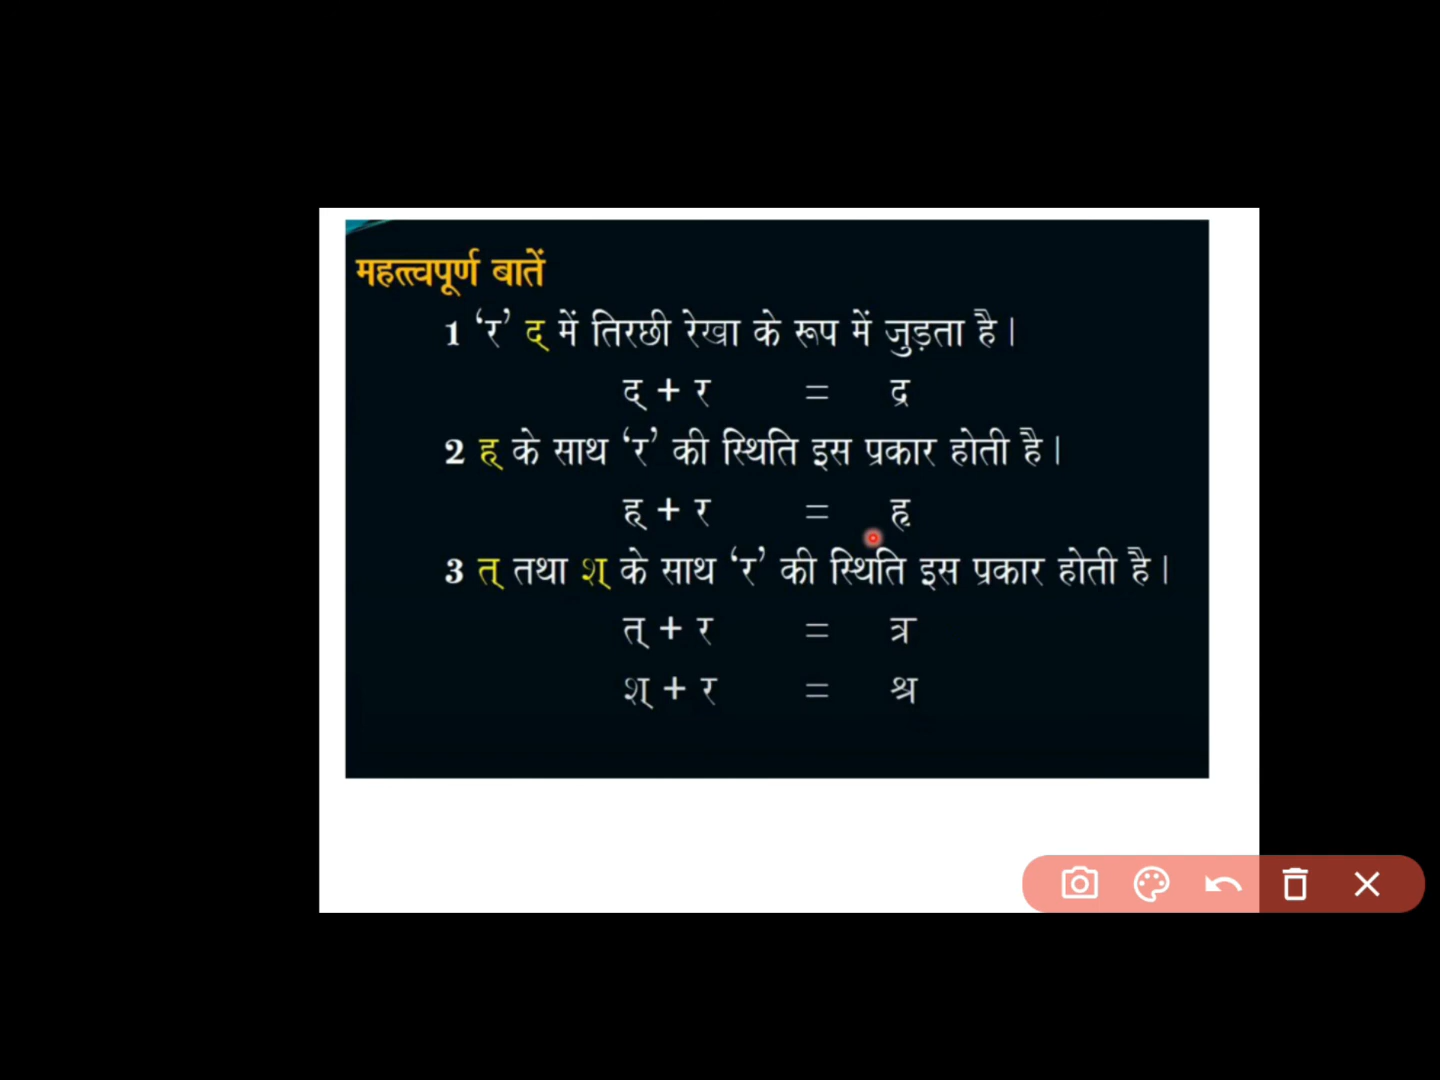 महत्त्वपूर्ण बातें
1 ‘र’ द् में तिरछी रेखा के रूप में जुड़ता है।
द् + र = द्र
2 ह् के साथ ‘र’ की स्थिति इस प्रकार होती है।
ह् + र = ह्र
3 त् तथा श् के साथ ‘र’ की स्थिति इस प्रकार होती है।
त् + र = त्र
श् + र = श्र